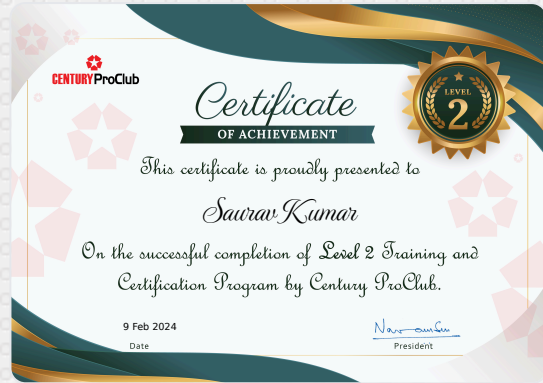 CENTURY ProClub
Certificate
OF ACHIEVEMENT
LEVEL
2
This certificate is proudly presented to
Saurav Kumar
On the successful completion of Level 2 Training and
Certification Program by Century ProClub.
9 Feb 2024
Date
President